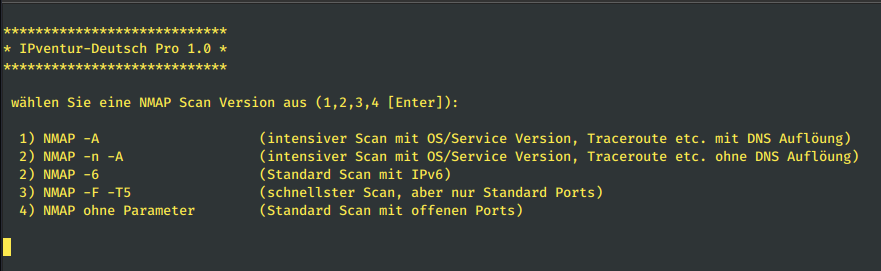 ****************************
* IPventur-Deutsch Pro 1.0 *
****************************
wählen Sie eine NMAP Scan Version aus (1,2,3,4 [Enter]):
1) NMAP -A (intensiver Scan mit OS/Service Version, Traceroute etc. mit DNS Auflöung)
2) NMAP -n -A (intensiver Scan mit OS/Service Version, Traceroute etc. ohne DNS Auflöung)
2) NMAP -6 (Standard Scan mit IPv6)
3) NMAP -F -T5 (schnellster Scan, aber nur Standard Ports)
4) NMAP ohne Parameter (Standard Scan mit offenen Ports)